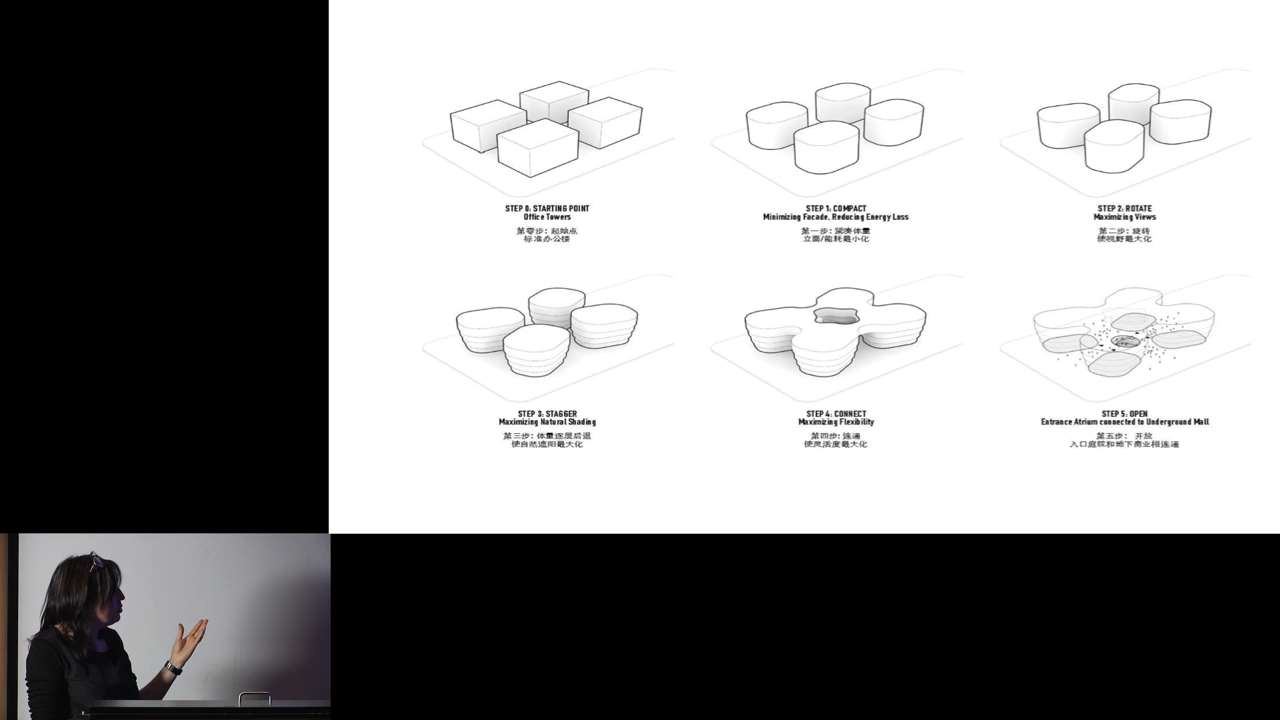 STEP 0: STARTING POINT
Office Towers
第零步: 起始点
标准办公楼
STEP 1: COMPACT
Minimizing Facade, Reducing Energy Loss
第一步: 紧凑体量
立面/能耗最小化
STEP 2: ROTATE
Maximizing Views
第二步: 旋转
使视野最大化
STEP 3: STAGGER
Maximizing Natural Shading
第三步: 体量逐层后退
使自然遮阳最大化
STEP 4: CONNECT
Maximizing Flexibility
第四步: 连通
使灵活度最大化
STEP 5: OPEN
Entrance Atrium connected to Underground Mall
第五步: 开放
入口庭院和地下商业相连通